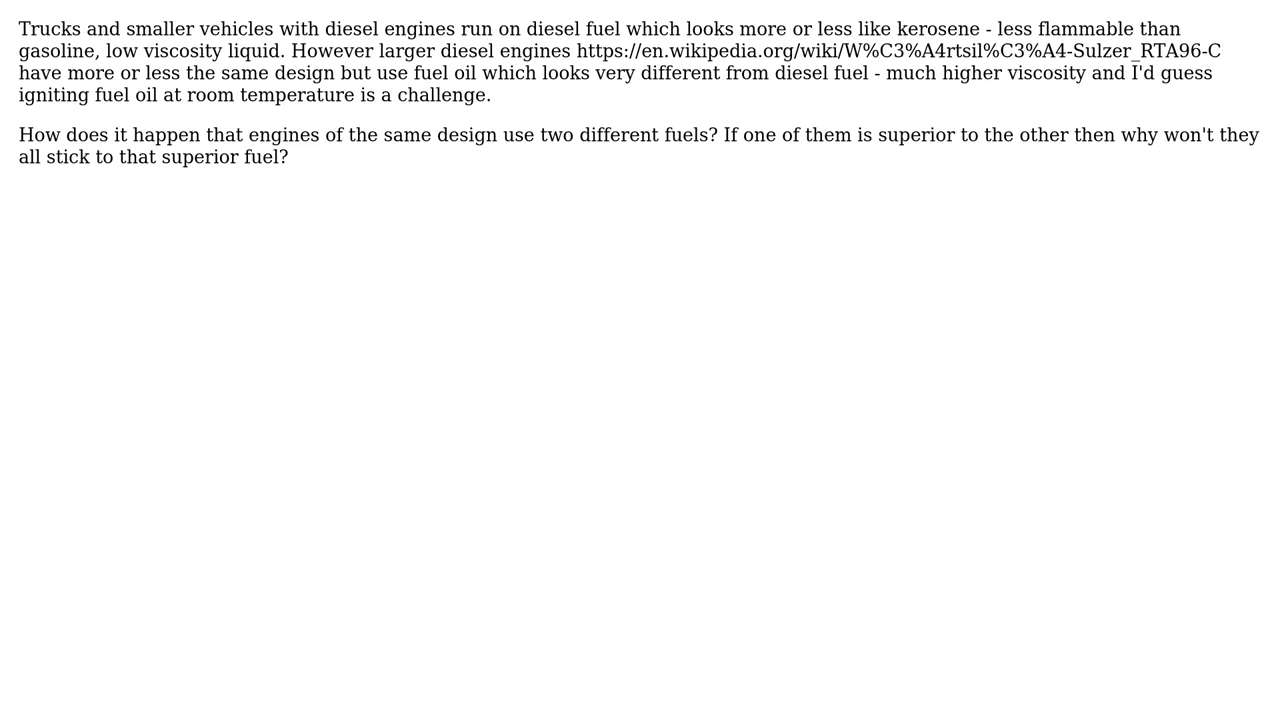 Trucks and smaller vehicles with diesel engines run on diesel fuel which looks more or less like kerosene - less flammable than
gasoline, low viscosity liquid. However larger diesel engines https://en.wikipedia.org/wiki/W%C3%A4rtsil%C3%A4-Sulzer_RTA96-C
have more or less the same design but use fuel oil which looks very different from diesel fuel - much higher viscosity and I'd guess
igniting fuel oil at room temperature is a challenge.
How does it happen that engines of the same design use two different fuels? If one of them is superior to the other then why won't they
all stick to that superior fuel?